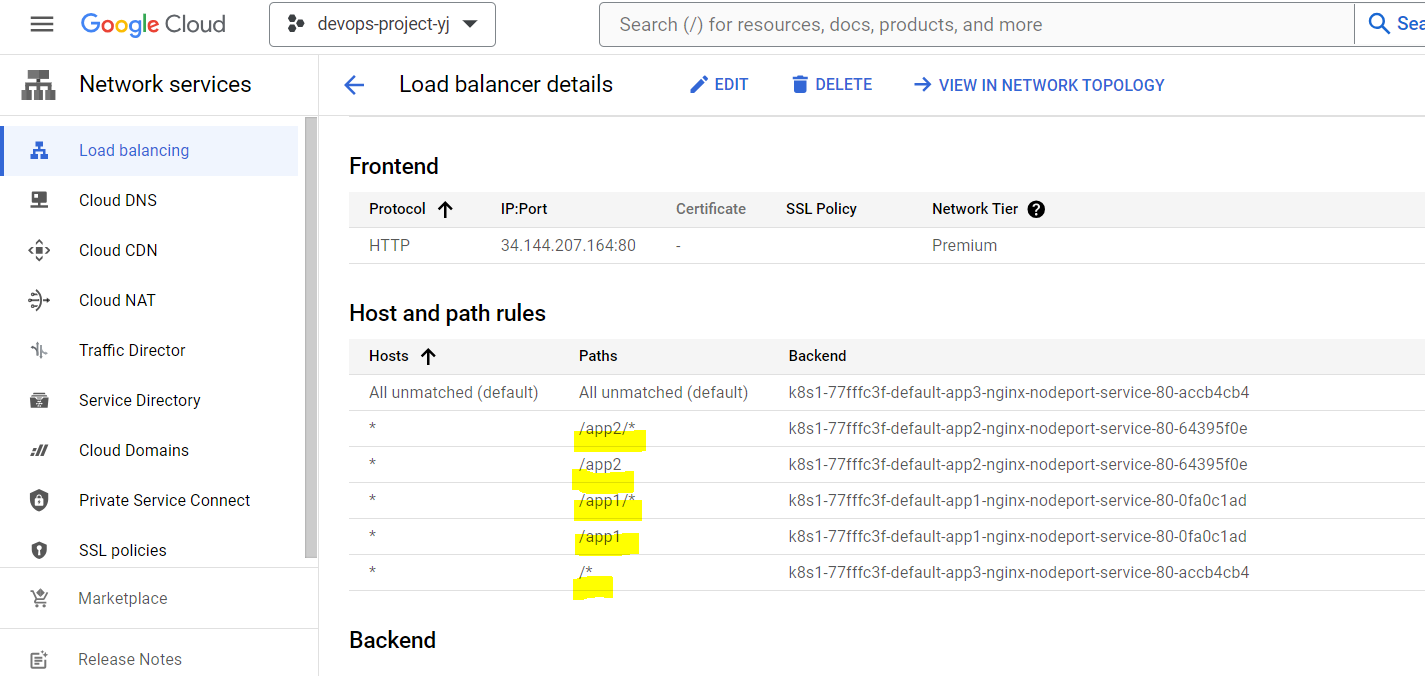 Google Cloud
devops-project-yj
Search (/) for resources, docs, products, and more
Sea
Network services
Load balancer details
EDIT
DELETE
VIEW IN NETWORK TOPOLOGY
Load balancing
Cloud DNS
Cloud CDN
Cloud NAT
Traffic Director
Service Directory
Cloud Domains
Private Service Connect
SSL policies
Marketplace
Release Notes
Frontend
Protocol IP:Port Certificate SSL Policy Network Tier ?
HTTP 34.144.207.164:80 - Premium
Host and path rules
Hosts Paths Backend
All unmatched (default) All unmatched (default) k8s1-77fffc3f-default-app3-nginx-nodeport-service-80-accb4cb4
* /app2/* k8s1-77fffc3f-default-app2-nginx-nodeport-service-80-64395f0e
* /app2 k8s1-77fffc3f-default-app2-nginx-nodeport-service-80-64395f0e
* /app1/* k8s1-77fffc3f-default-app1-nginx-nodeport-service-80-0fa0c1ad
* /app1 k8s1-77fffc3f-default-app1-nginx-nodeport-service-80-0fa0c1ad
* /* k8s1-77fffc3f-default-app3-nginx-nodeport-service-80-accb4cb4
Backend